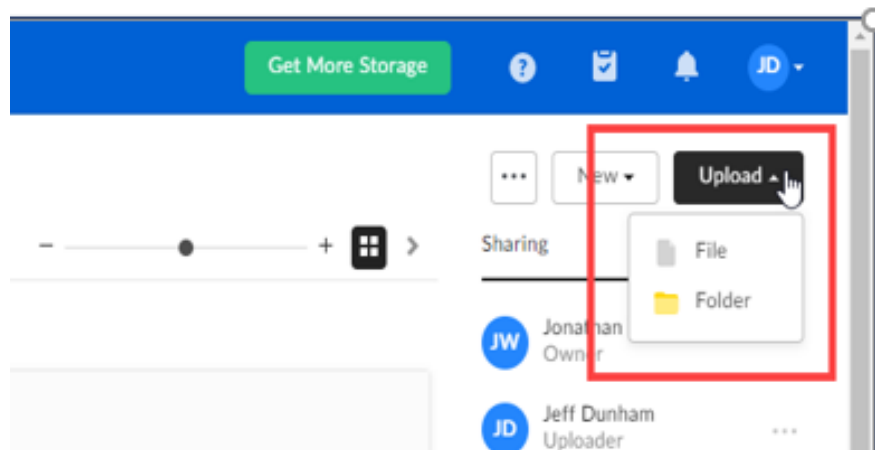 Get More Storage
?
JD
...
New
Upload
− +
Sharing
File
Folder
JW
Jonathan
Owner
JD
Jeff Dunham
Uploader
...